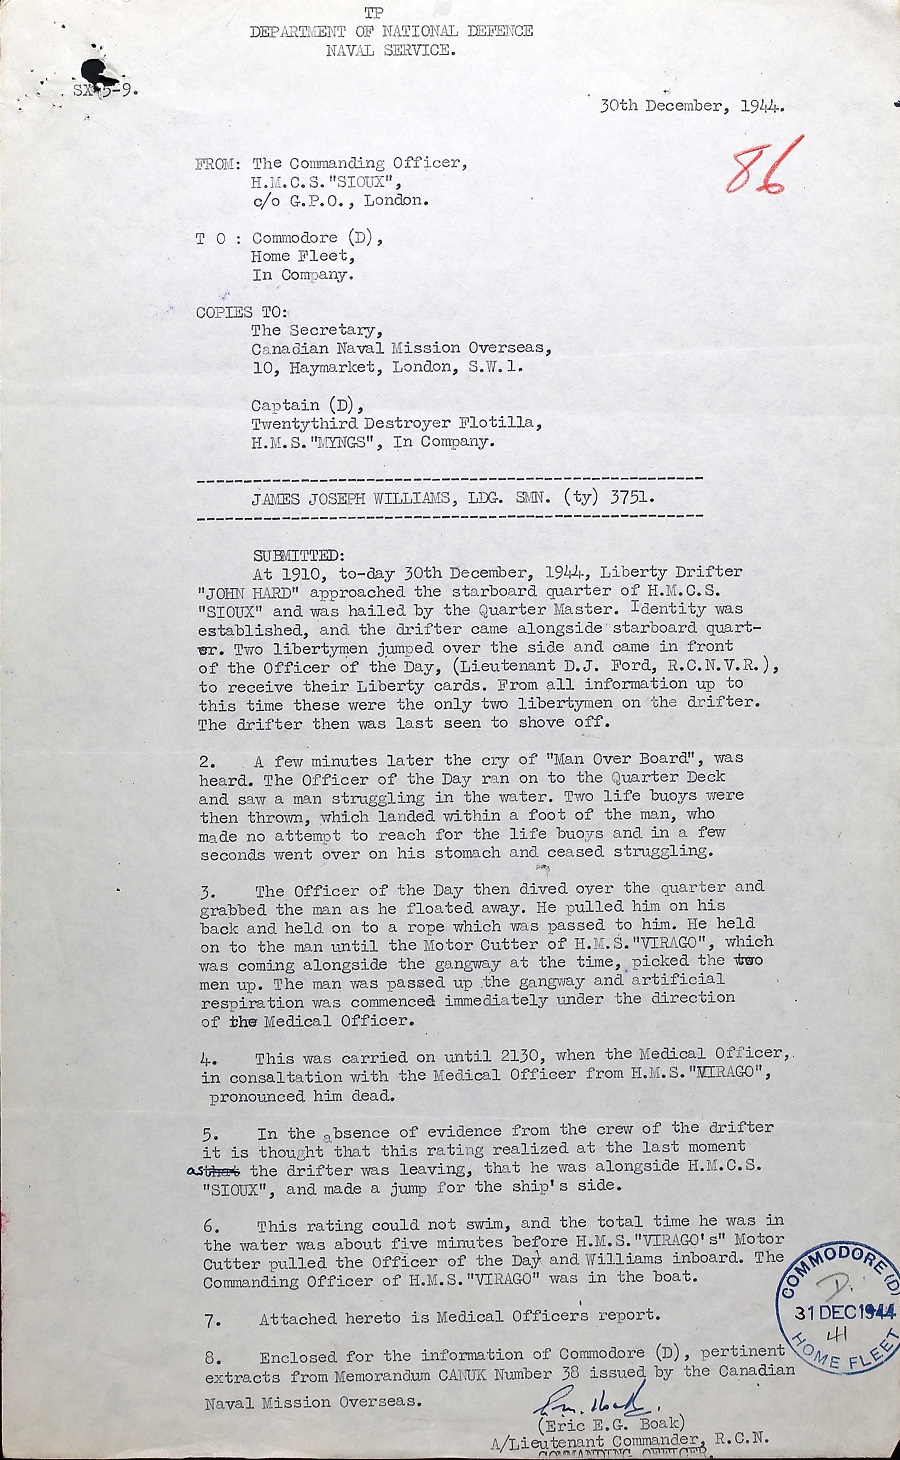 TP
DEPARTMENT OF NATIONAL DEFENCE
NAVAL SERVICE.
SX 5-9.
30th December, 1944.
86
FROM: The Commanding Officer,
H.M.C.S."SIOUX",
c/o G.P.O., London.
T O : Commodore (D),
Home Fleet,
In Company.
COPIES TO:
The Secretary,
Canadian Naval Mission Overseas,
10, Haymarket, London, S.W.1.
Captain (D),
Twentythird Destroyer Flotilla,
H.M.S."MYNGS", In Company.
JAMES JOSEPH WILLIAMS, LDG. SMN. (ty) 3751.
SUBMITTED:
At 1910, to-day 30th December, 1944, Liberty Drifter
"JOHN HARD" approached the starboard quarter of H.M.C.S.
"SIOUX" and was hailed by the Quarter Master. Identity was
established, and the drifter came alongside starboard quart-
er. Two libertymen jumped over the side and came in front
of the Officer of the Day, (Lieutenant D.J. Ford, R.C.N.V.R.),
to receive their Liberty cards. From all information up to
this time these were the only two libertymen on the drifter.
The drifter then was last seen to shove off.
2. A few minutes later the cry of "Man Over Board", was
heard. The Officer of the Day ran on to the Quarter Deck
and saw a man struggling in the water. Two life buoys were
then thrown, which landed within a foot of the man, who
made no attempt to reach for the life buoys and in a few
seconds went over on his stomach and ceased struggling.
3. The Officer of the Day then dived over the quarter and
grabbed the man as he floated away. He pulled him on his
back and held on to a rope which was passed to him. He held
on to the man until the Motor Cutter of H.M.S."VIRAGO", which
was coming alongside the gangway at the time, picked the two
men up. The man was passed up .the gangway and artificial
respiration was commenced immediately under the direction
of the Medical Officer.
4. This was carried on until 2130, when the Medical Officer,
in consaltation with the Medical Officer from H.M.S."VIRAGO",
pronounced him dead.
5. In the absence of evidence from the crew of the drifter
it is thought that this rating realized at the last moment
as that the drifter was leaving, that he was alongside H.M.C.S.
"SIOUX", and made a jump for the ship's side.
6. This rating could not swim, and the total time he was in
the water was about five minutes before H.M.S."VIRAGO's" Motor
Cutter pulled the Officer of the Day and Williams inboard. The
Commanding Officer of H.M.S."VIRAGO" was in the boat.
7. Attached hereto is Medical Officer's report.
8. Enclosed for the information of Commodore (D), pertinent
extracts from Memorandum CANUK Number 38 issued by the Canadian
Naval Mission Overseas.
COMMODORE (D)
D.
31 DEC 1944
41
HOME FLEET
(Eric E.G. Boak)
A/Lieutenant Commander, R.C.N.
COMMANDING OFFICER.